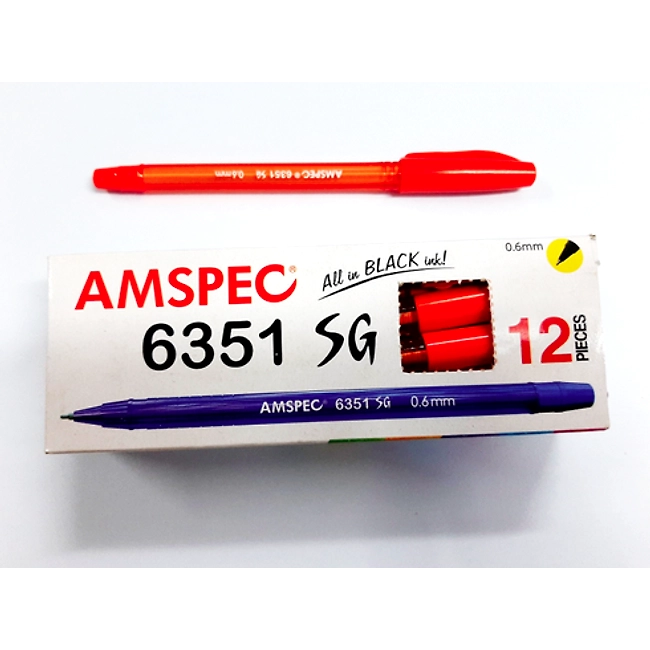 AMSPEC® 6351 SG 0.6mm
AMSPEC®
All in BLACK ink!
0.6mm
6351 SG
12 PIECES
AMSPEC® 6351 SG 0.6mm